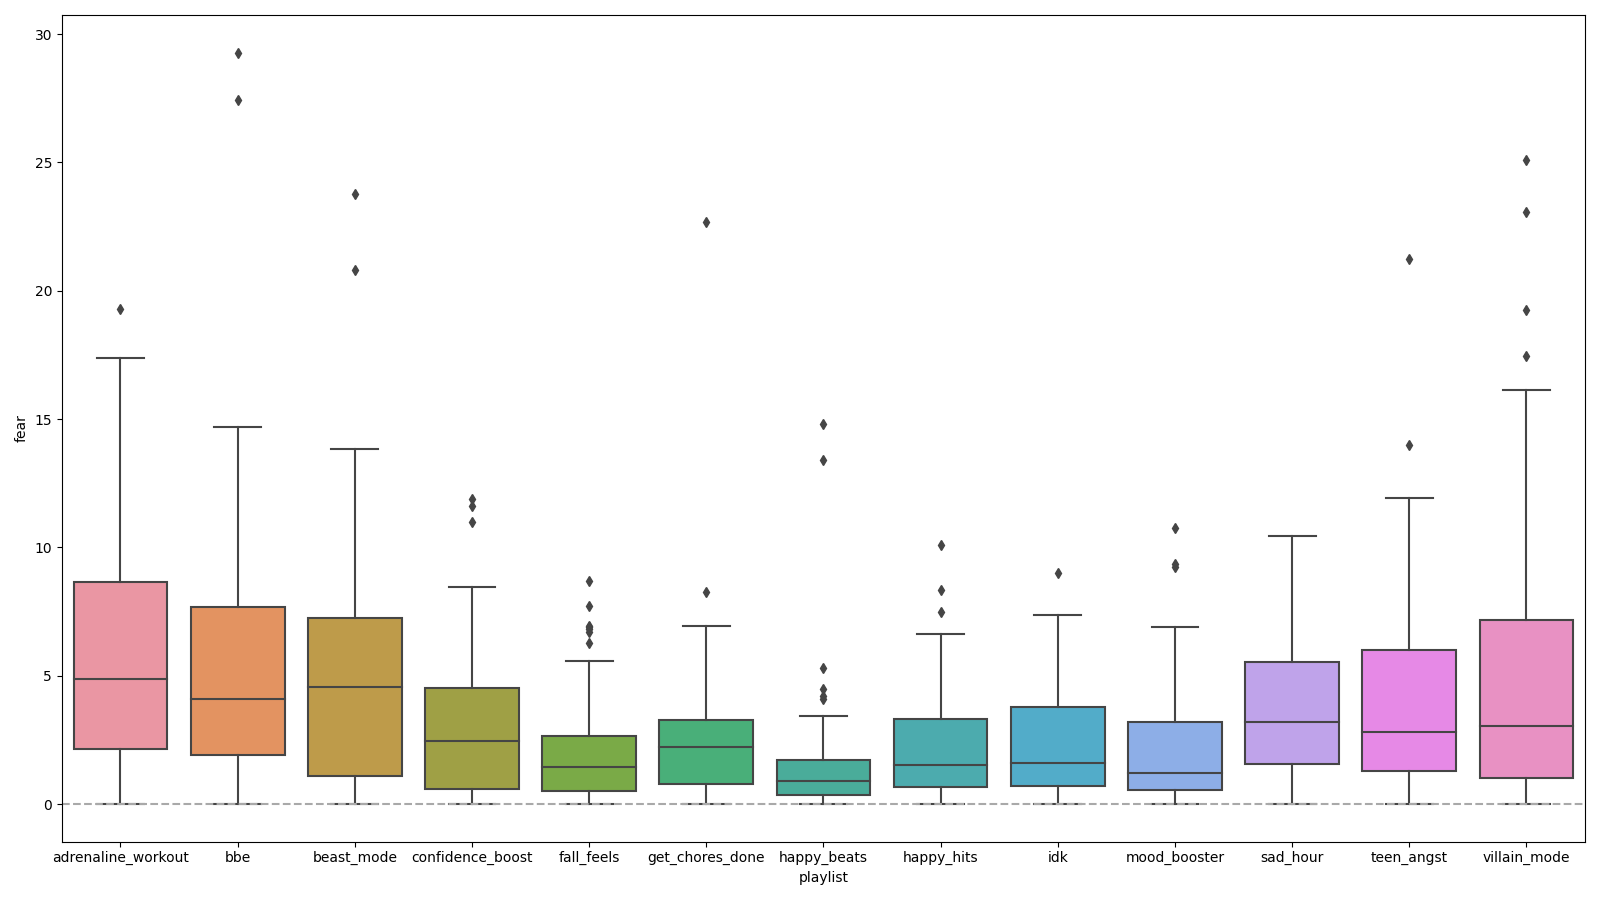 30
25
20
15
10
5
0
fear
adrenaline_workout bbe beast_mode confidence_boost fall_feels get_chores_done happy_beats happy_hits idk mood_booster sad_hour teen_angst villain_mode
playlist